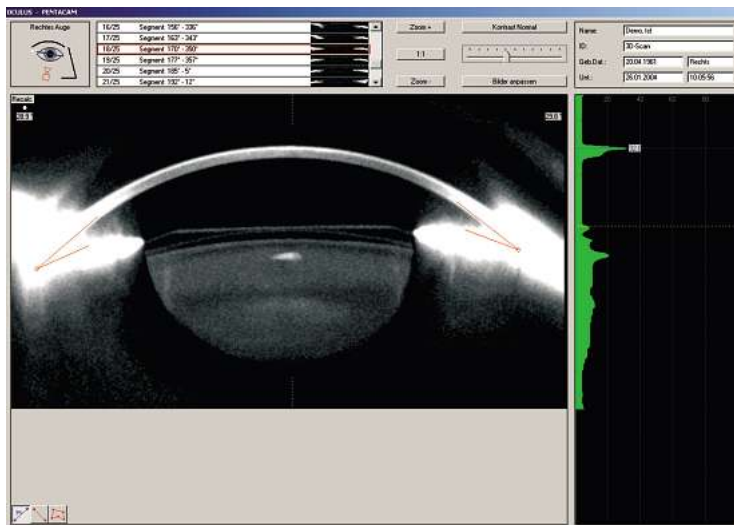 OCULUS - PENTACAM
Rechtes Auge
16/25 Segment 156° - 336°
17/25 Segment 163° - 343°
18/25 Segment 170° - 350°
19/25 Segment 177° - 357°
20/25 Segment 185° - 5°
21/25 Segment 192° - 12°
Zoom +
1:1
Zoom -
Kontrast Normal
Bilder anpassen
Name:
ID: 3D-Scan
Geb.Dat.: 20.04.1961 Rechts
Unt.: 26.01.2004 10:05:56
Recalc
20 40 60 80